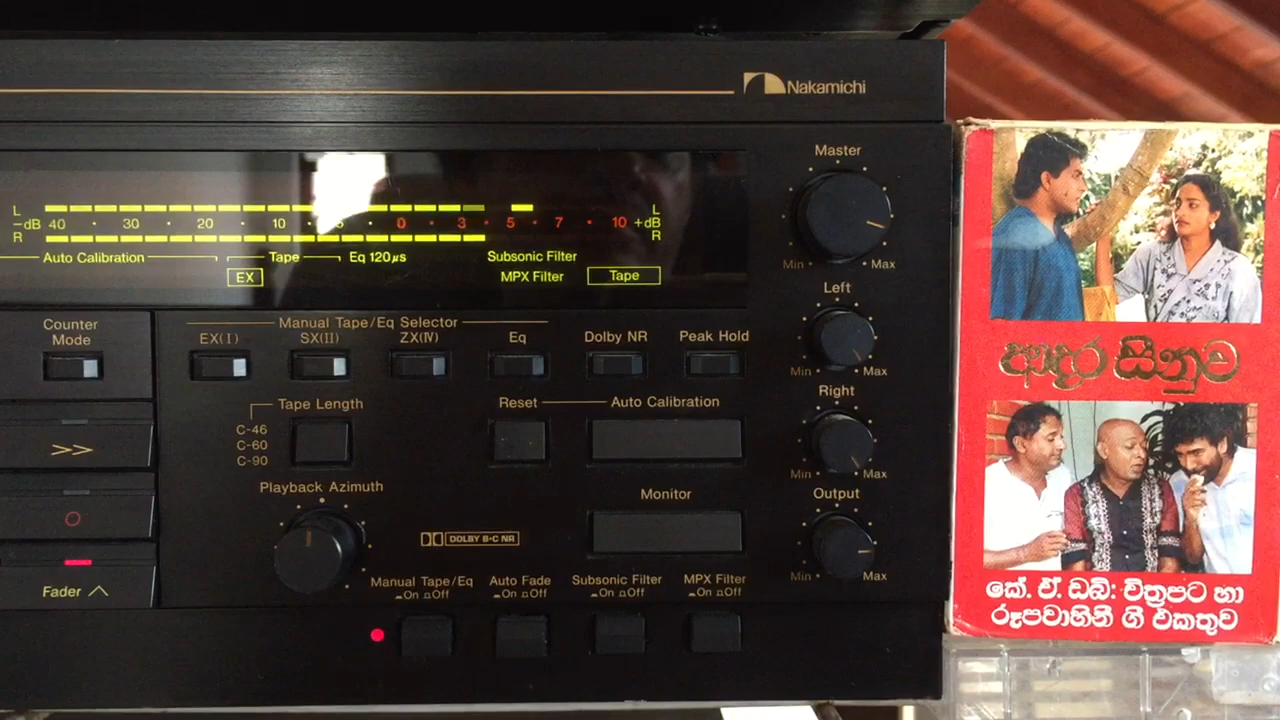 Nakamichi
Master
Min Max
L L
–dB 40 30 20 10 5 0 3 5 7 10 +dB
R R
Auto Calibration Tape Eq 120µs Subsonic Filter
EX MPX Filter Tape
Left
Min Max
Counter
Mode
Manual Tape/Eq Selector
EX(I) SX(II) ZX(IV) Eq Dolby NR Peak Hold
Right
Min Max
Tape Length
C-46
C-60
C-90
Reset Auto Calibration
>>
Playback Azimuth
Monitor
Output
Min Max
DOLBY B·C NR
Fader
Manual Tape/Eq Auto Fade Subsonic Filter MPX Filter
On Off On Off On Off On Off
ආදර සීනුව
කේ. ඒ. ඩබ්: චිත්‍රපට හා
රූපවාහිනී ගී එකතුව